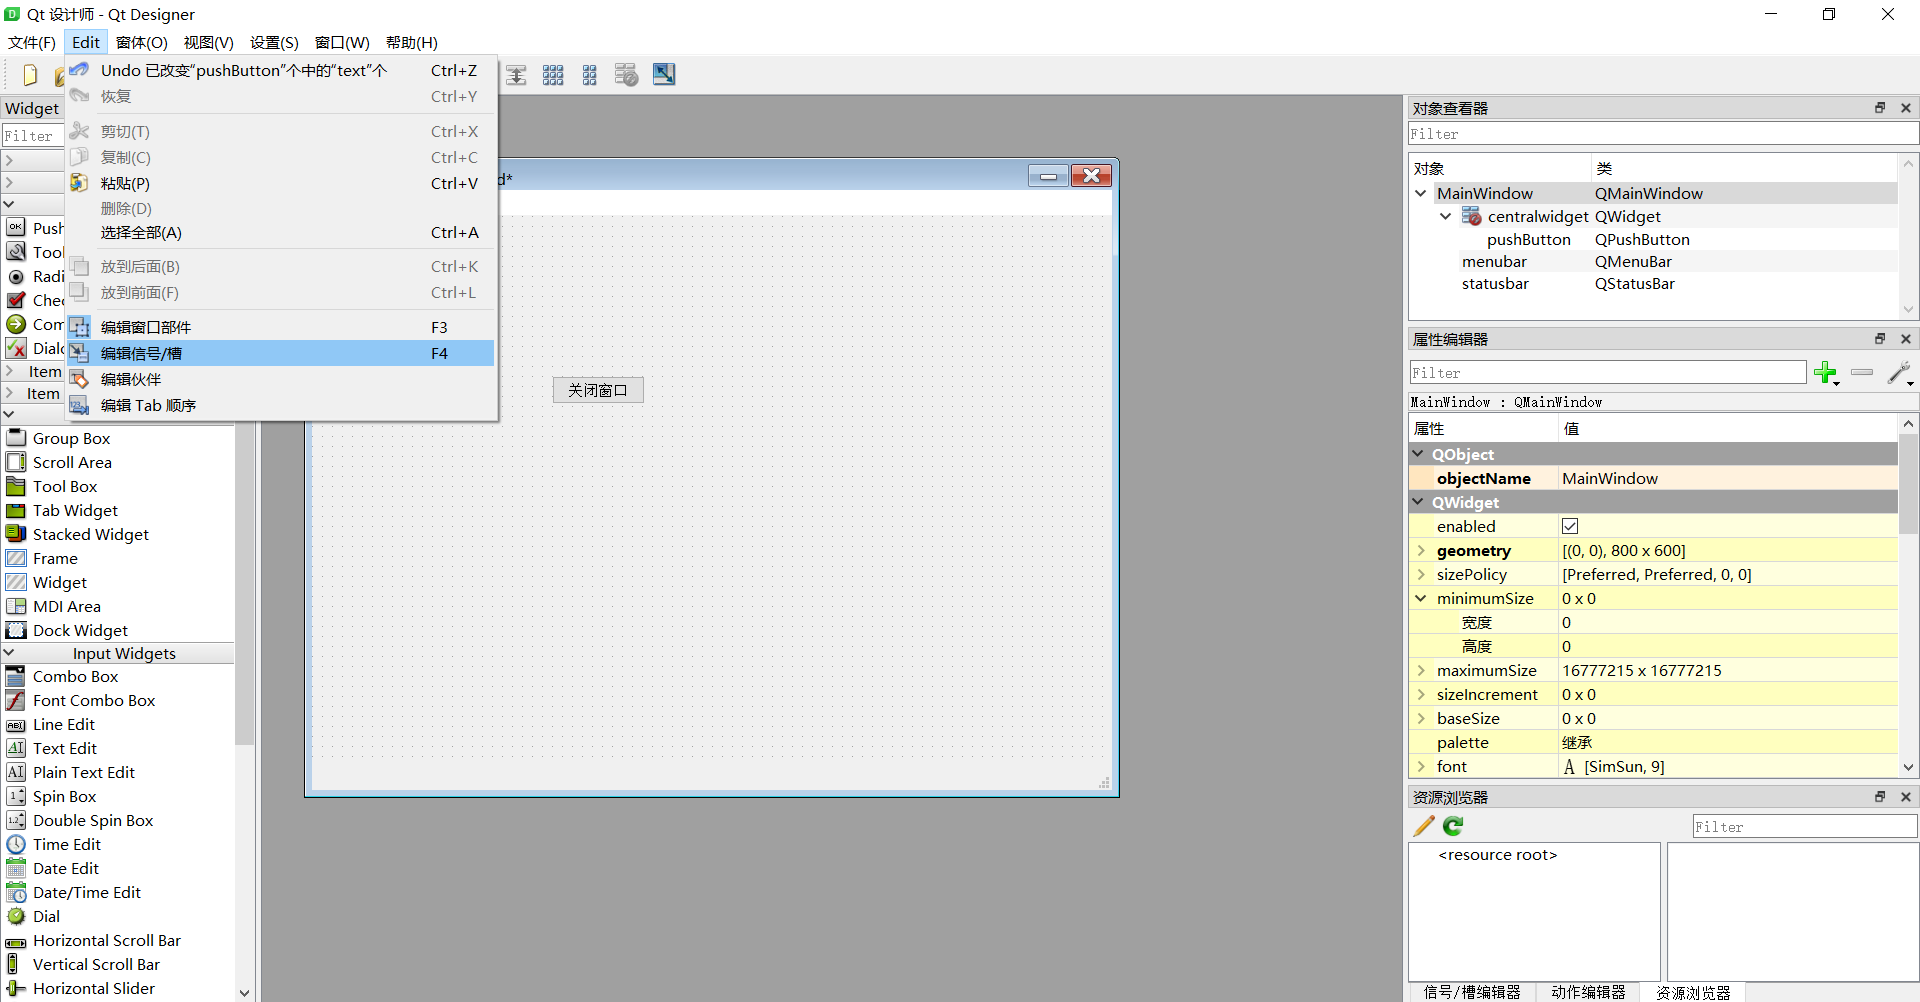 Qt 设计师 - Qt Designer
文件(F) Edit 窗体(O) 视图(V) 设置(S) 窗口(W) 帮助(H)
Undo 已改变“pushButton”个中的“text”个 Ctrl+Z
恢复 Ctrl+Y
剪切(T) Ctrl+X
复制(C) Ctrl+C
粘贴(P) Ctrl+V
删除(D)
选择全部(A) Ctrl+A
放到后面(B) Ctrl+K
放到前面(F) Ctrl+L
编辑窗口部件 F3
编辑信号/槽 F4
编辑伙伴
编辑 Tab 顺序
Widget
Filter
Push
Tool
Radi
Chec
Com
Dialo
Item
Item
Group Box
Scroll Area
Tool Box
Tab Widget
Stacked Widget
Frame
Widget
MDI Area
Dock Widget
Input Widgets
Combo Box
Font Combo Box
Line Edit
Text Edit
Plain Text Edit
Spin Box
Double Spin Box
Time Edit
Date Edit
Date/Time Edit
Dial
Horizontal Scroll Bar
Vertical Scroll Bar
Horizontal Slider
d*
关闭窗口
对象查看器
Filter
对象 类
MainWindow QMainWindow
centralwidget QWidget
pushButton QPushButton
menubar QMenuBar
statusbar QStatusBar
属性编辑器
Filter
MainWindow : QMainWindow
属性 值
QObject
objectName MainWindow
QWidget
enabled
geometry [(0, 0), 800 x 600]
sizePolicy [Preferred, Preferred, 0, 0]
minimumSize 0 x 0
宽度 0
高度 0
maximumSize 16777215 x 16777215
sizeIncrement 0 x 0
baseSize 0 x 0
palette 继承
font A [SimSun, 9]
资源浏览器
Filter
<resource root>
信号/槽编辑器 动作编辑器 资源浏览器